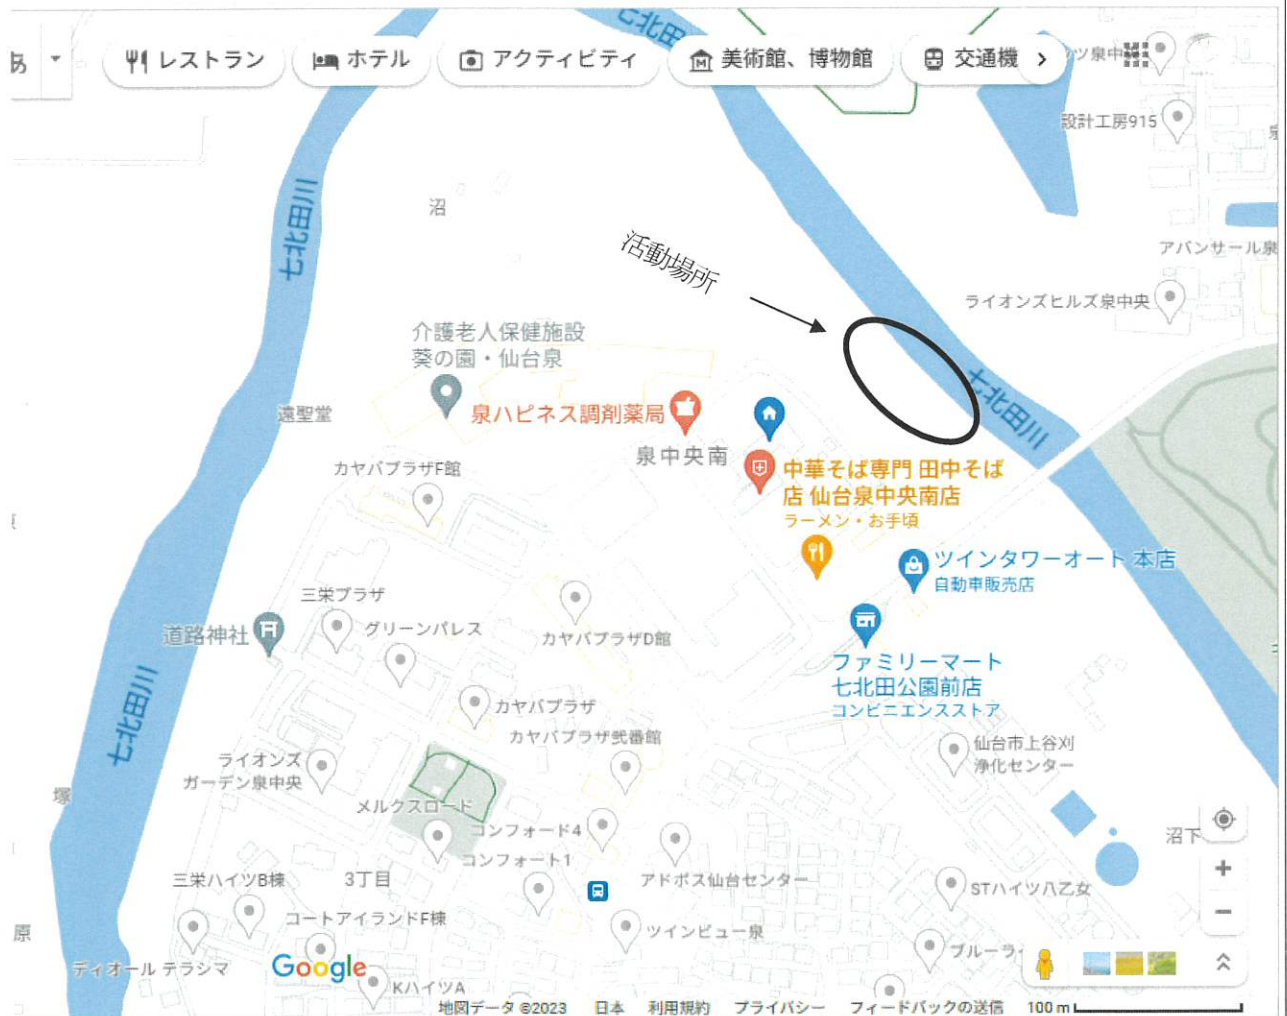 あ
レストラン
ホテル
アクティビティ
美術館、博物館
交通機
七北田川
ツ泉中
設計工房915
七北田川
沼
アバンサール泉
活動場所
ライオンズヒルズ泉中央
介護老人保健施設
葵の園・仙台泉
遠聖堂
泉ハピネス調剤薬局
七北田川
泉中央南
カヤバプラザF館
中華そば専門 田中そば
店 仙台泉中央南店
ラーメン・お手頃
ツインタワーオート 本店
自動車販売店
三栄プラザ
グリーンパレス
道路神社
カヤバプラザD館
ファミリーマート
七北田公園前店
コンビニエンスストア
七北田川
カヤバプラザ
カヤバプラザ弐番館
仙台市上谷刈
浄化センター
ライオンズ
ガーデン泉中央
塚
メルクスロード
コンフォード4
沼下
コンフォート1
三栄ハイツB棟
3丁目
アドポス仙台センター
STハイツ八乙女
コートアイランドF棟
原
ツインビュー泉
ブルーラ
ディオール テラシマ
Google
KハイツA
地図データ ©2023
日本
利用規約
プライバシー
フィードバックの送信
100 m